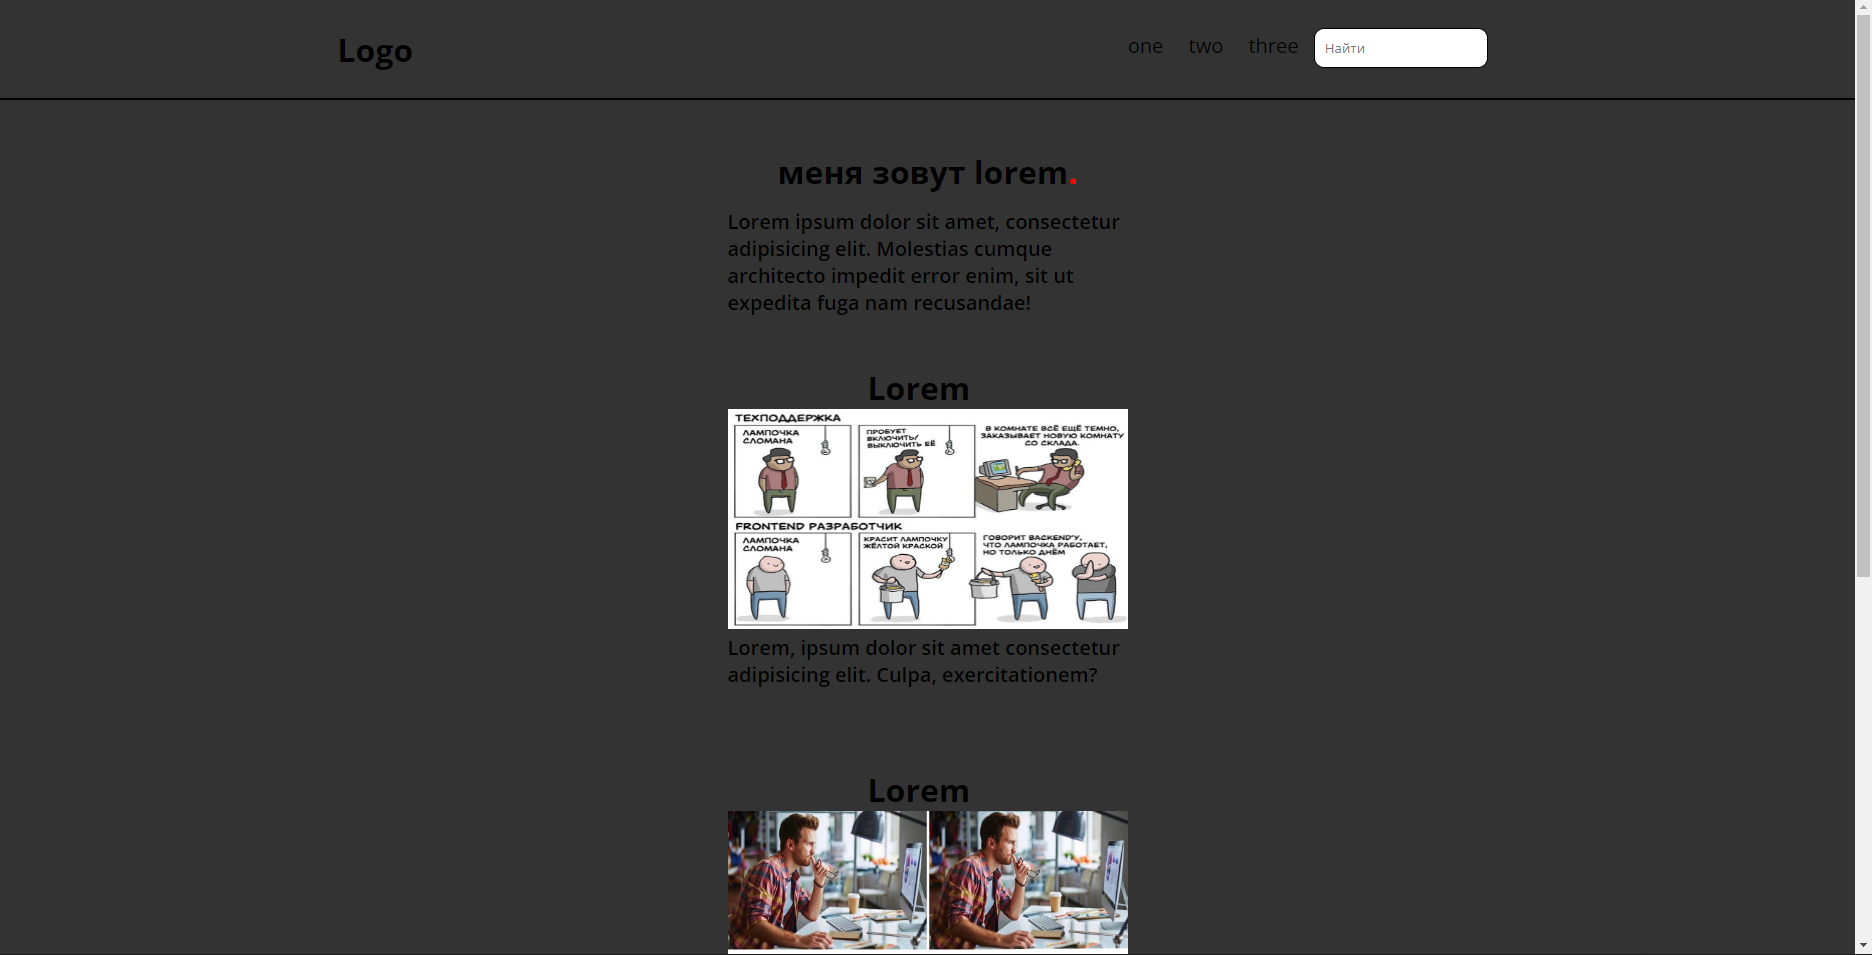 Logo
one two three Найти
меня зовут lorem.
Lorem ipsum dolor sit amet, consectetur
adipisicing elit. Molestias cumque
architecto impedit error enim, sit ut
expedita fuga nam recusandae!
Lorem
ТЕХПОДДЕРЖКА
ЛАМПОЧКА
СЛОМАНА
ПРОБУЕТ
ВКЛЮЧИТЬ/
ВЫКЛЮЧИТЬ ЕЁ
В КОМНАТЕ ВСЁ ЕЩЁ ТЕМНО,
ЗАКАЗЫВАЕТ НОВУЮ КОМНАТУ
СО СКЛАДА.
FRONTEND РАЗРАБОТЧИК
ЛАМПОЧКА
СЛОМАНА
КРАСИТ ЛАМПОЧКУ
ЖЁЛТОЙ КРАСКОЙ
ГОВОРИТ BACKEND'У,
ЧТО ЛАМПОЧКА РАБОТАЕТ,
НО ТОЛЬКО ДНЁМ
Lorem, ipsum dolor sit amet consectetur
adipisicing elit. Culpa, exercitationem?
Lorem